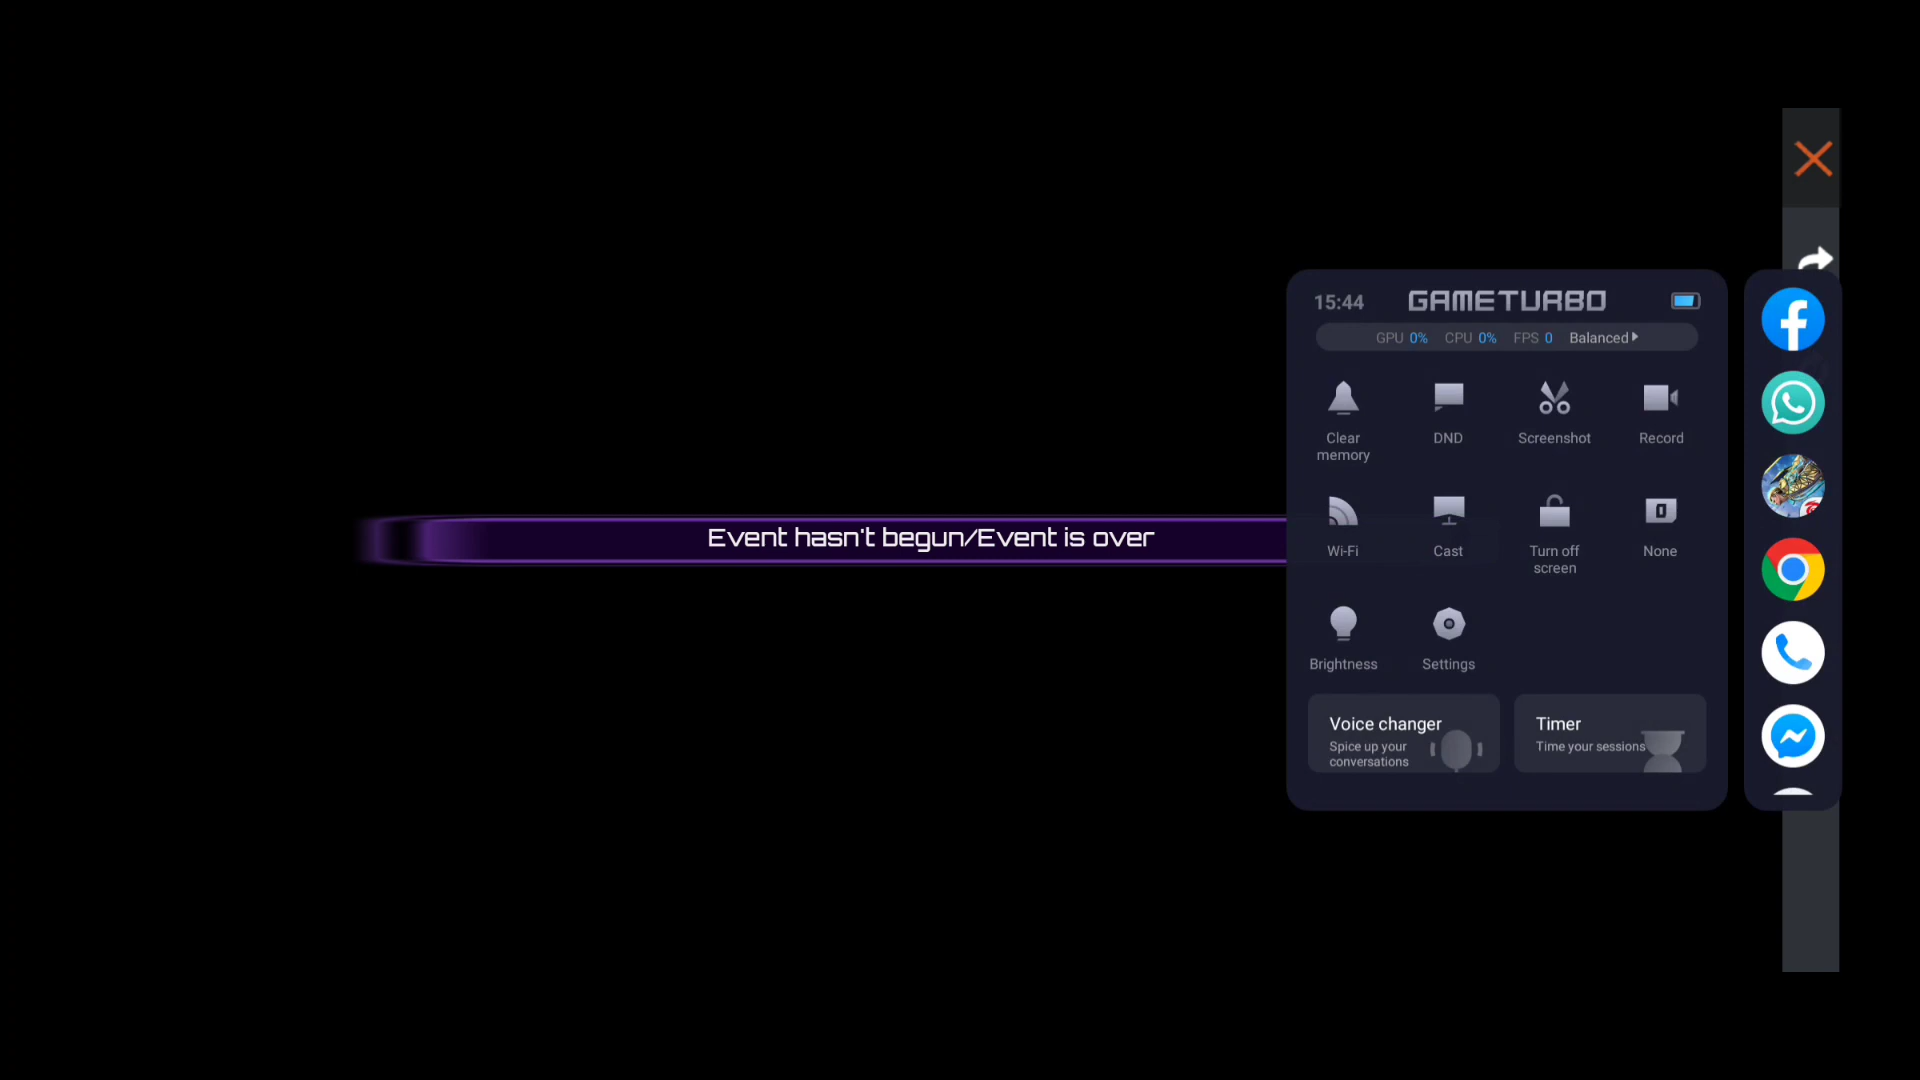 Event hasn't begun/Event is over
15:44
GAMETURBO
GPU 0% CPU 0% FPS 0 Balanced
Clear
memory
DND
Screenshot
Record
Wi-Fi
Cast
Turn off
screen
None
Brightness
Settings
Voice changer
Spice up your
conversations
Timer
Time your sessions